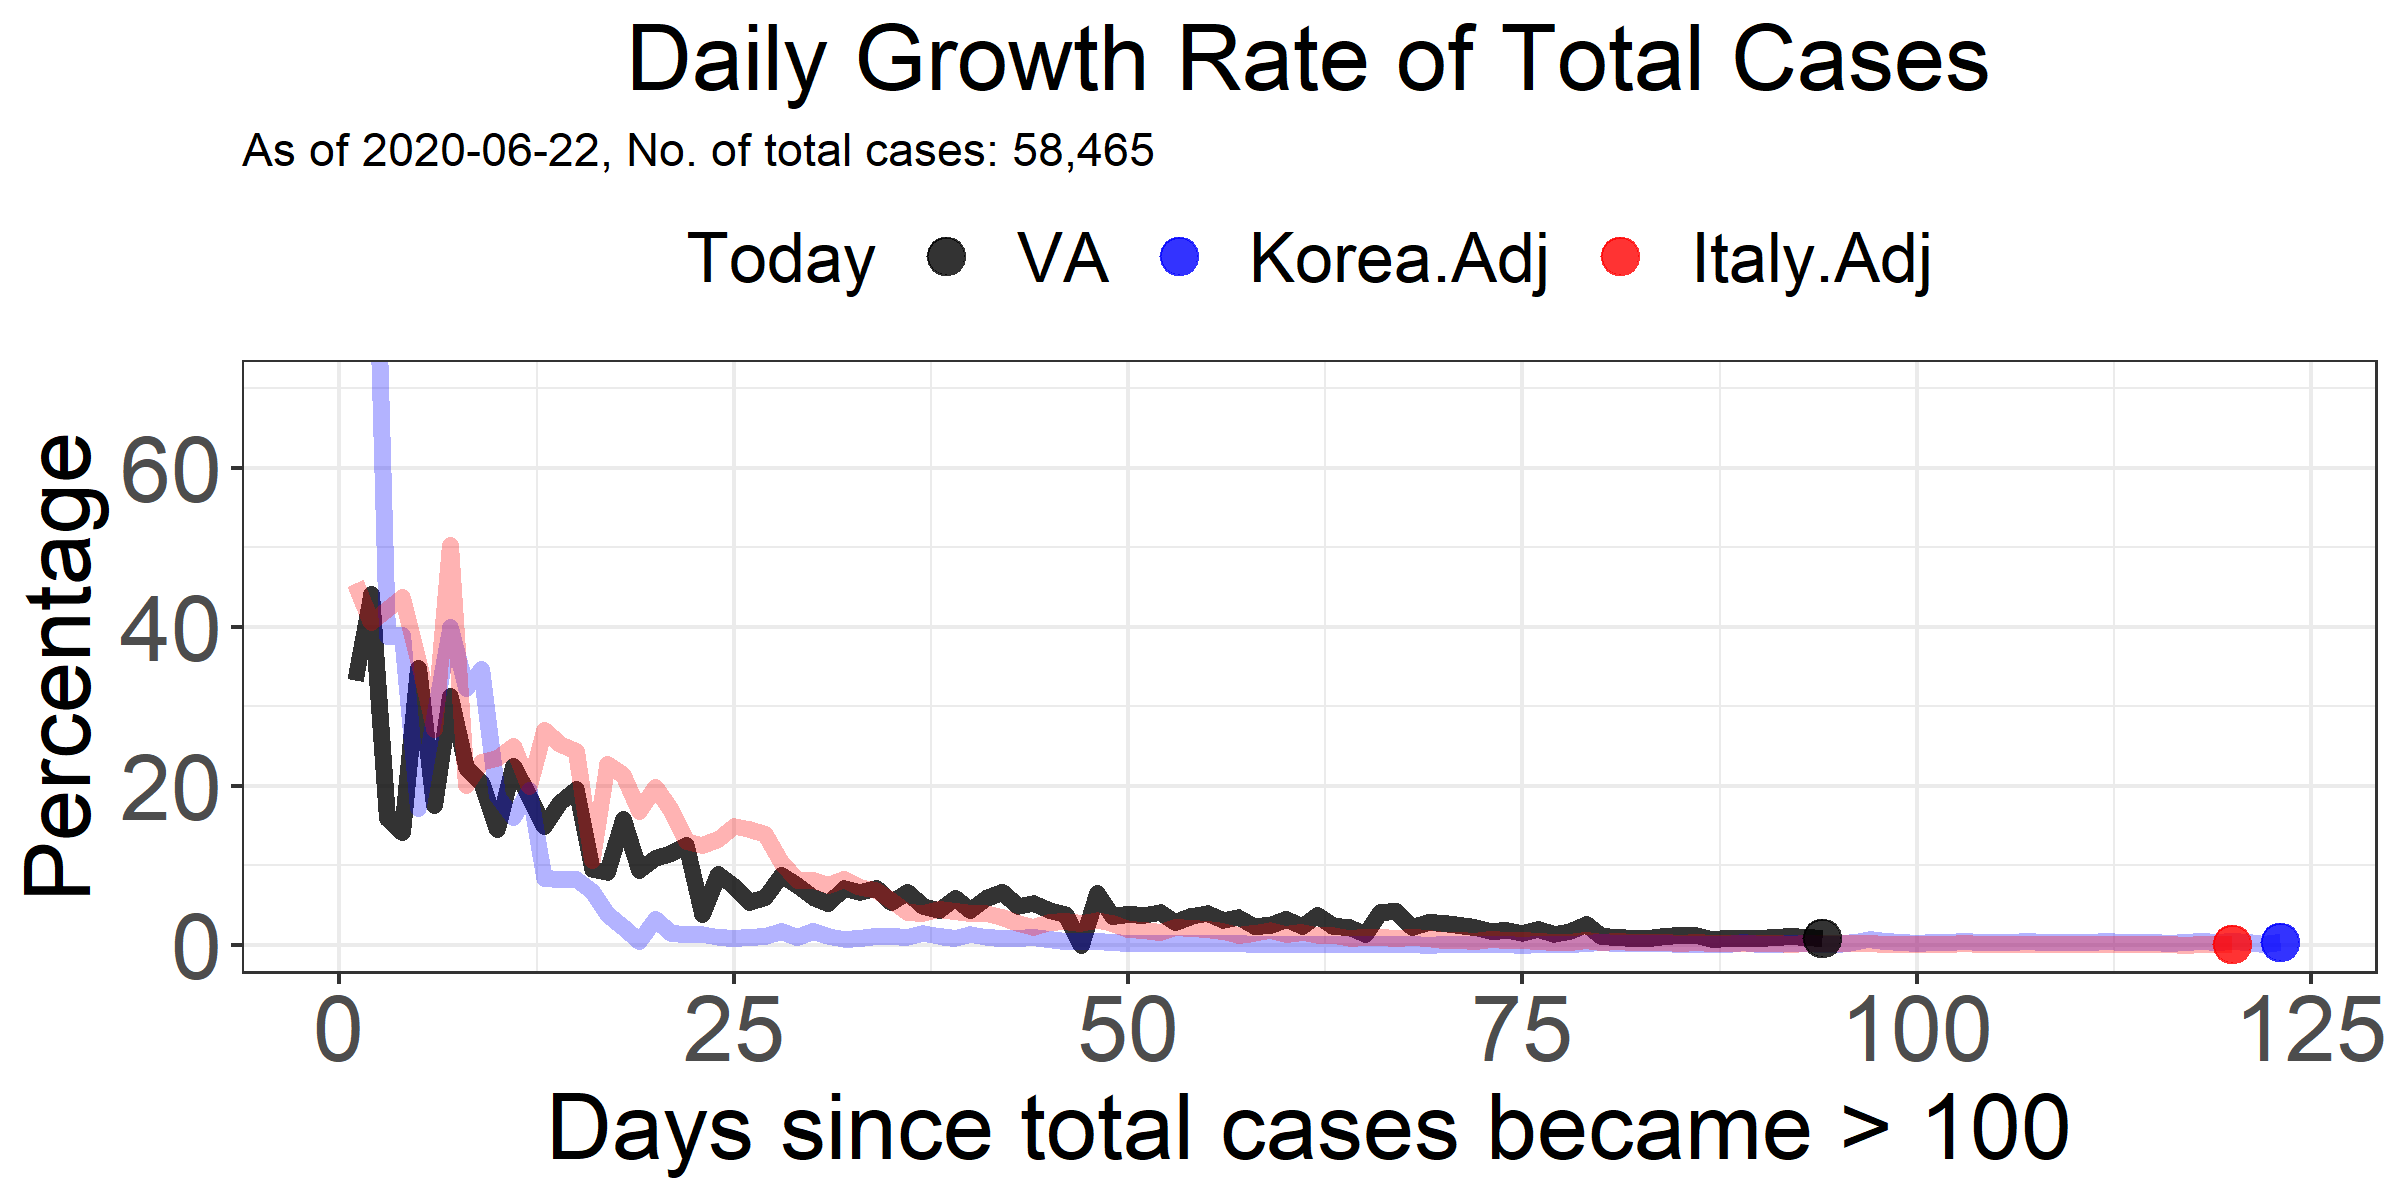 Daily Growth Rate of Total Cases
As of 2020-06-22, No. of total cases: 58,465
Today VA Korea.Adj Italy.Adj
Percentage
60
40
20
0
0 25 50 75 100 125
Days since total cases became > 100